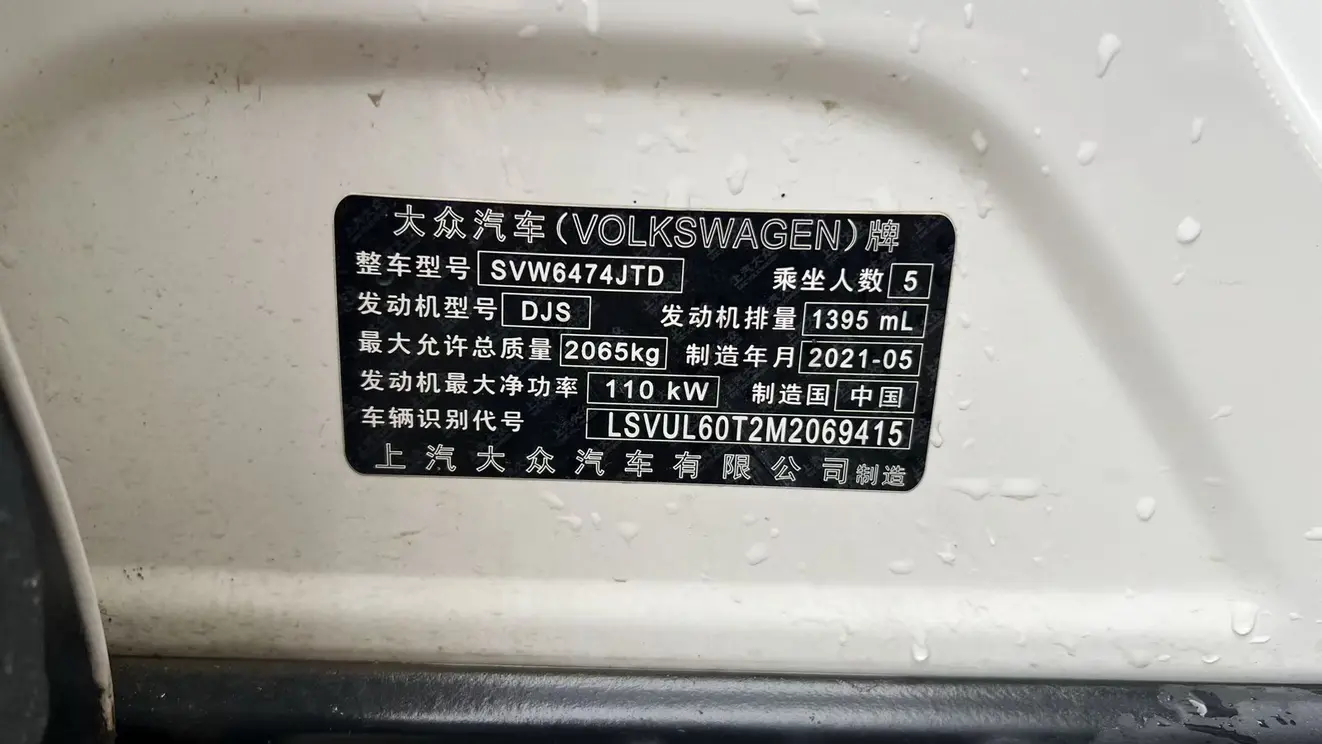 大众汽车(VOLKSWAGEN)牌
整车型号 SVW6474JTD 乘坐人数 5
发动机型号 DJS 发动机排量 1395 mL
最大允许总质量 2065kg 制造年月 2021-05
发动机最大净功率 110 kW 制造国 中国
车辆识别代号 LSVUL60T2M2069415
上汽大众汽车有限公司制造